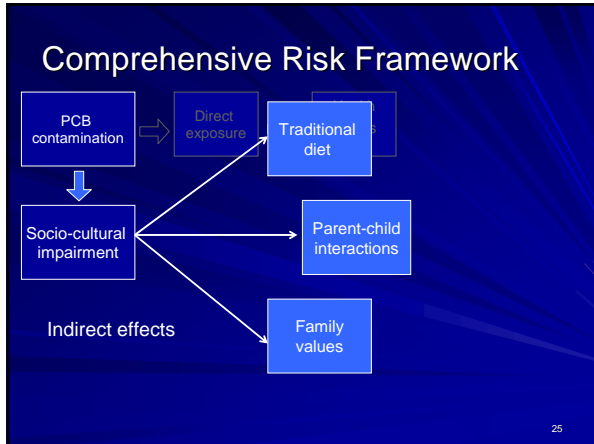 Comprehensive Risk Framework
PCB
contamination
Direct
exposure
Traditional
diet
Socio-cultural
impairment
Parent-child
interactions
Indirect effects
Family
values
25